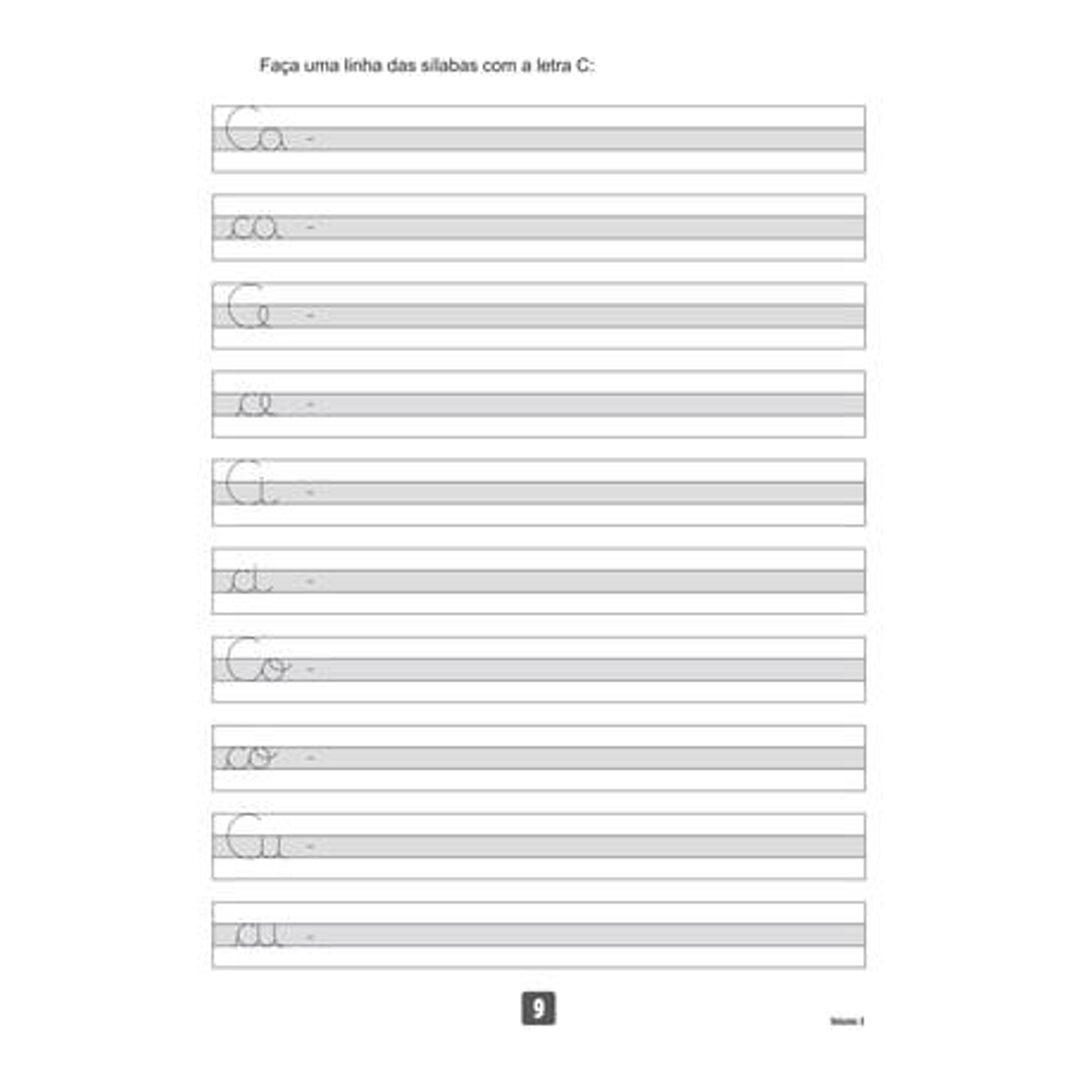 Faça uma linha das sílabas com a letra C:
Ca -
ca -
Ce -
ce -
Ci -
ci -
Co -
co -
Cu -
cu -
9
Volume 3